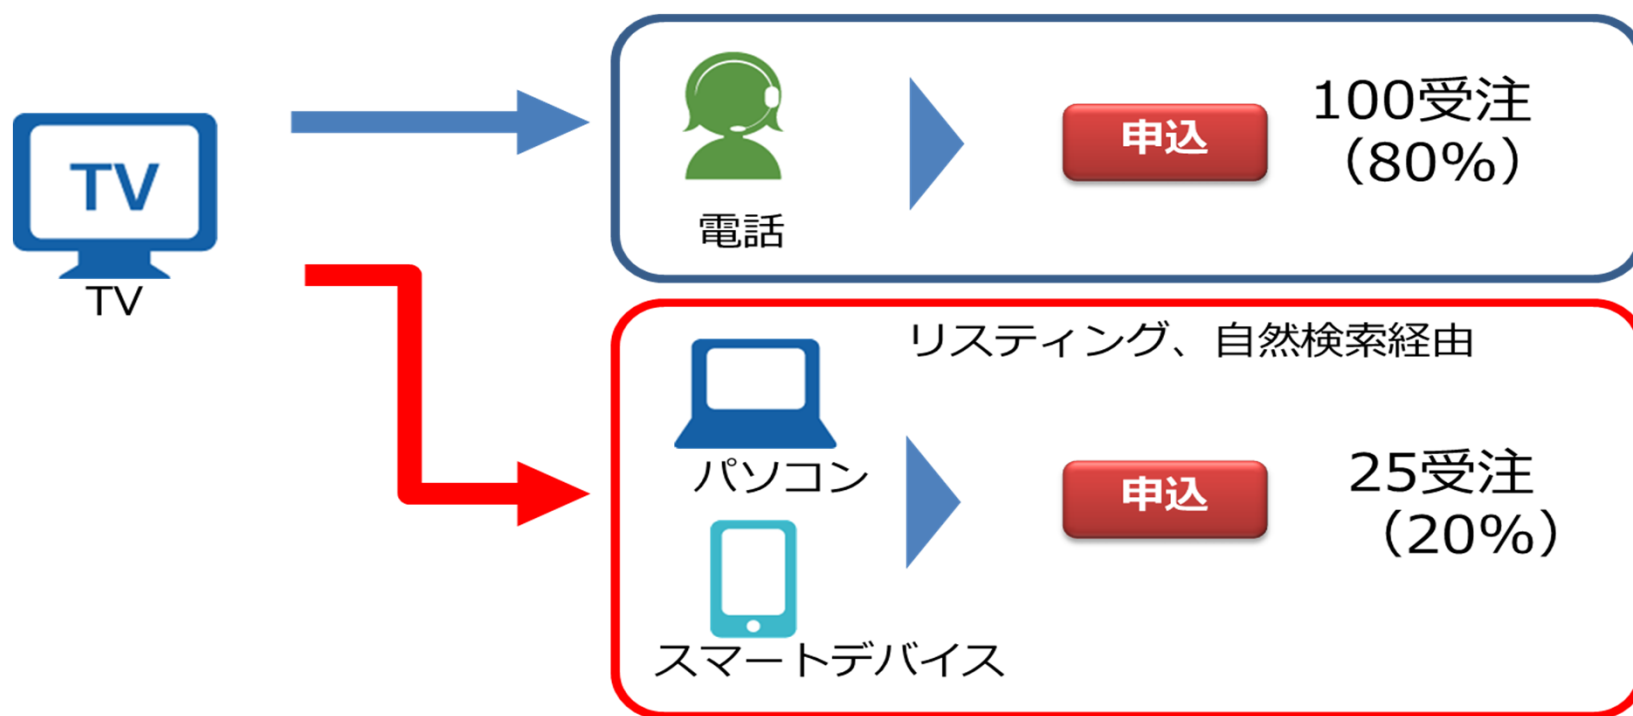 TV
TV
電話
申込
100受注
（80%）
リスティング、自然検索経由
パソコン
スマートデバイス
申込
25受注
（20%）